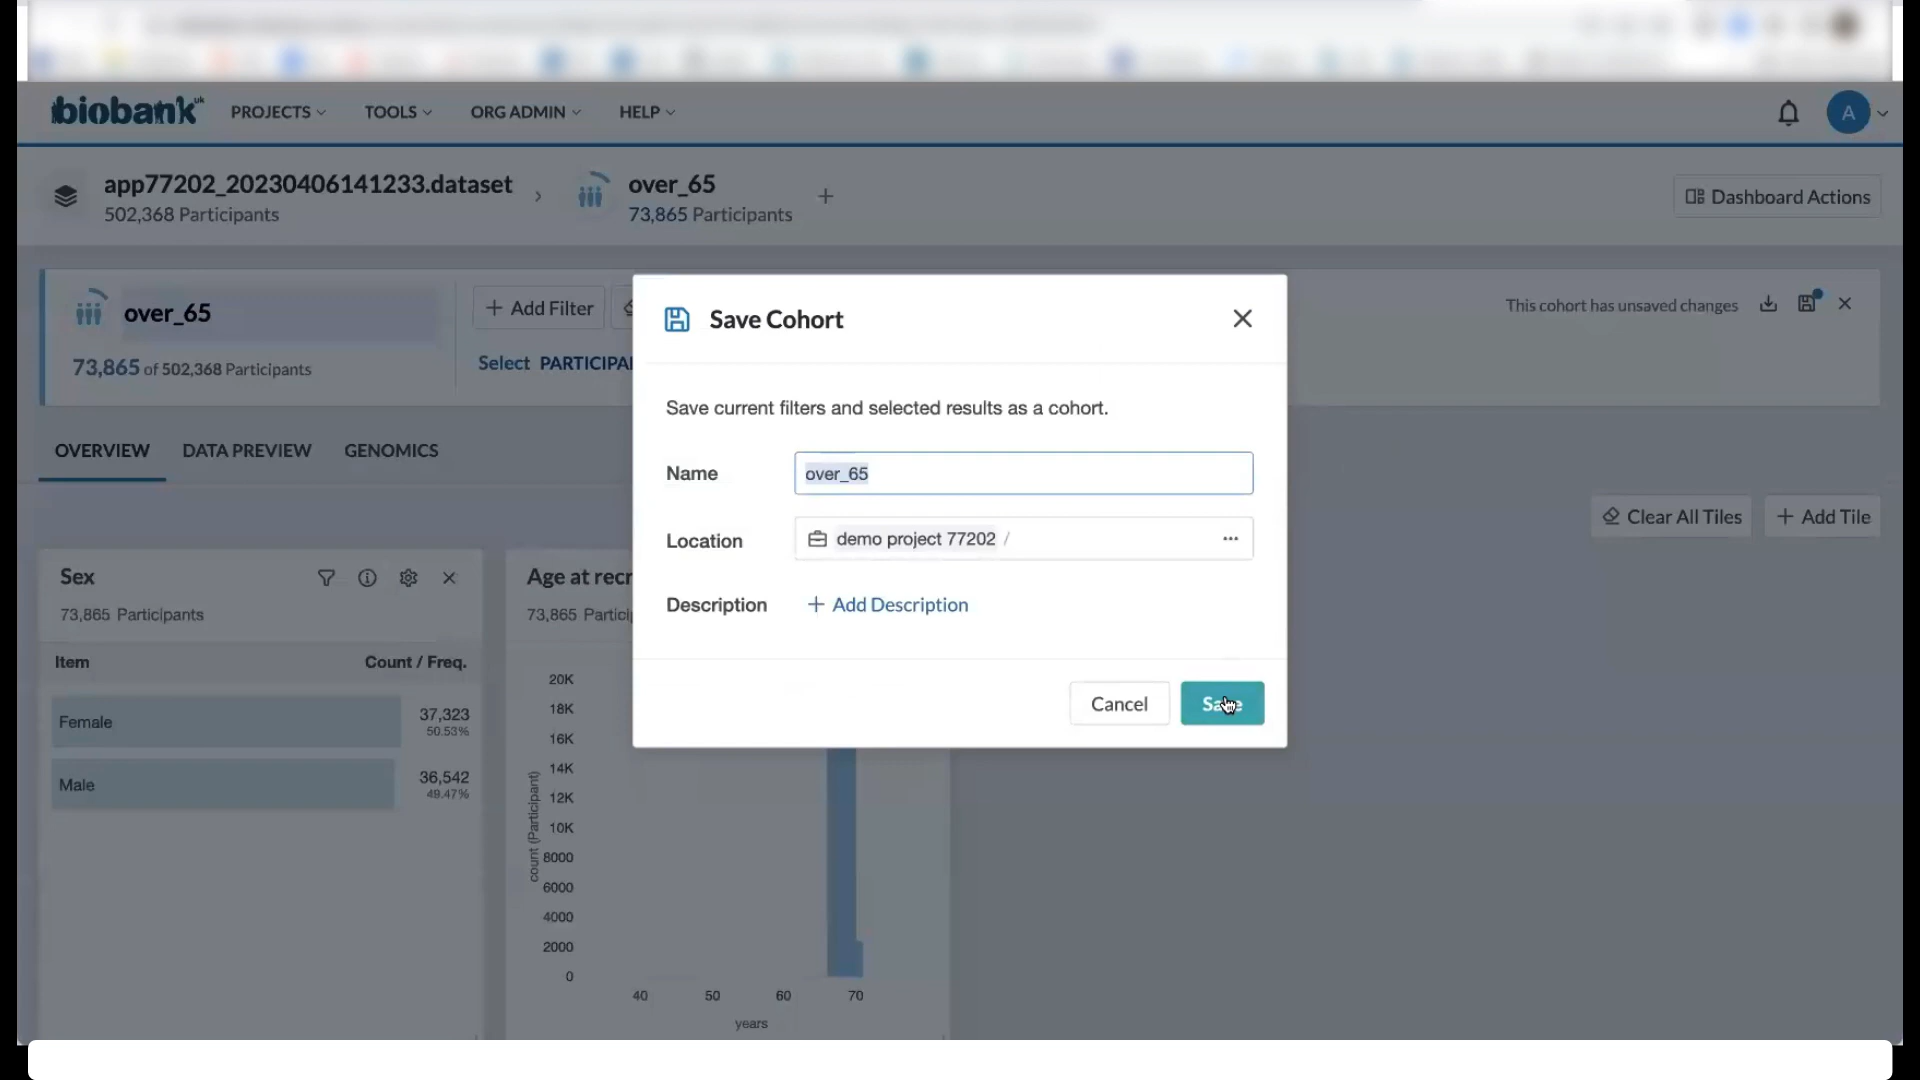 biobank uk PROJECTS TOOLS ORG ADMIN HELP A
app77202_20230406141233.dataset
502,368 Participants
over_65
73,865 Participants
Dashboard Actions
over_65
73,865 of 502,368 Participants
+ Add Filter
Select PARTICIPA
This cohort has unsaved changes
Save Cohort
Save current filters and selected results as a cohort.
Name over_65
Location demo project 77202 / ...
Description + Add Description
Cancel Save
OVERVIEW DATA PREVIEW GENOMICS
Clear All Tiles + Add Tile
Sex
73,865 Participants
Item Count / Freq.
Female 37,323
50.53%
Male 36,542
49.47%
Age at recr
73,865 Partici
count (Participant)
20K
18K
16K
14K
12K
10K
8000
6000
4000
2000
0
40 50 60 70
years